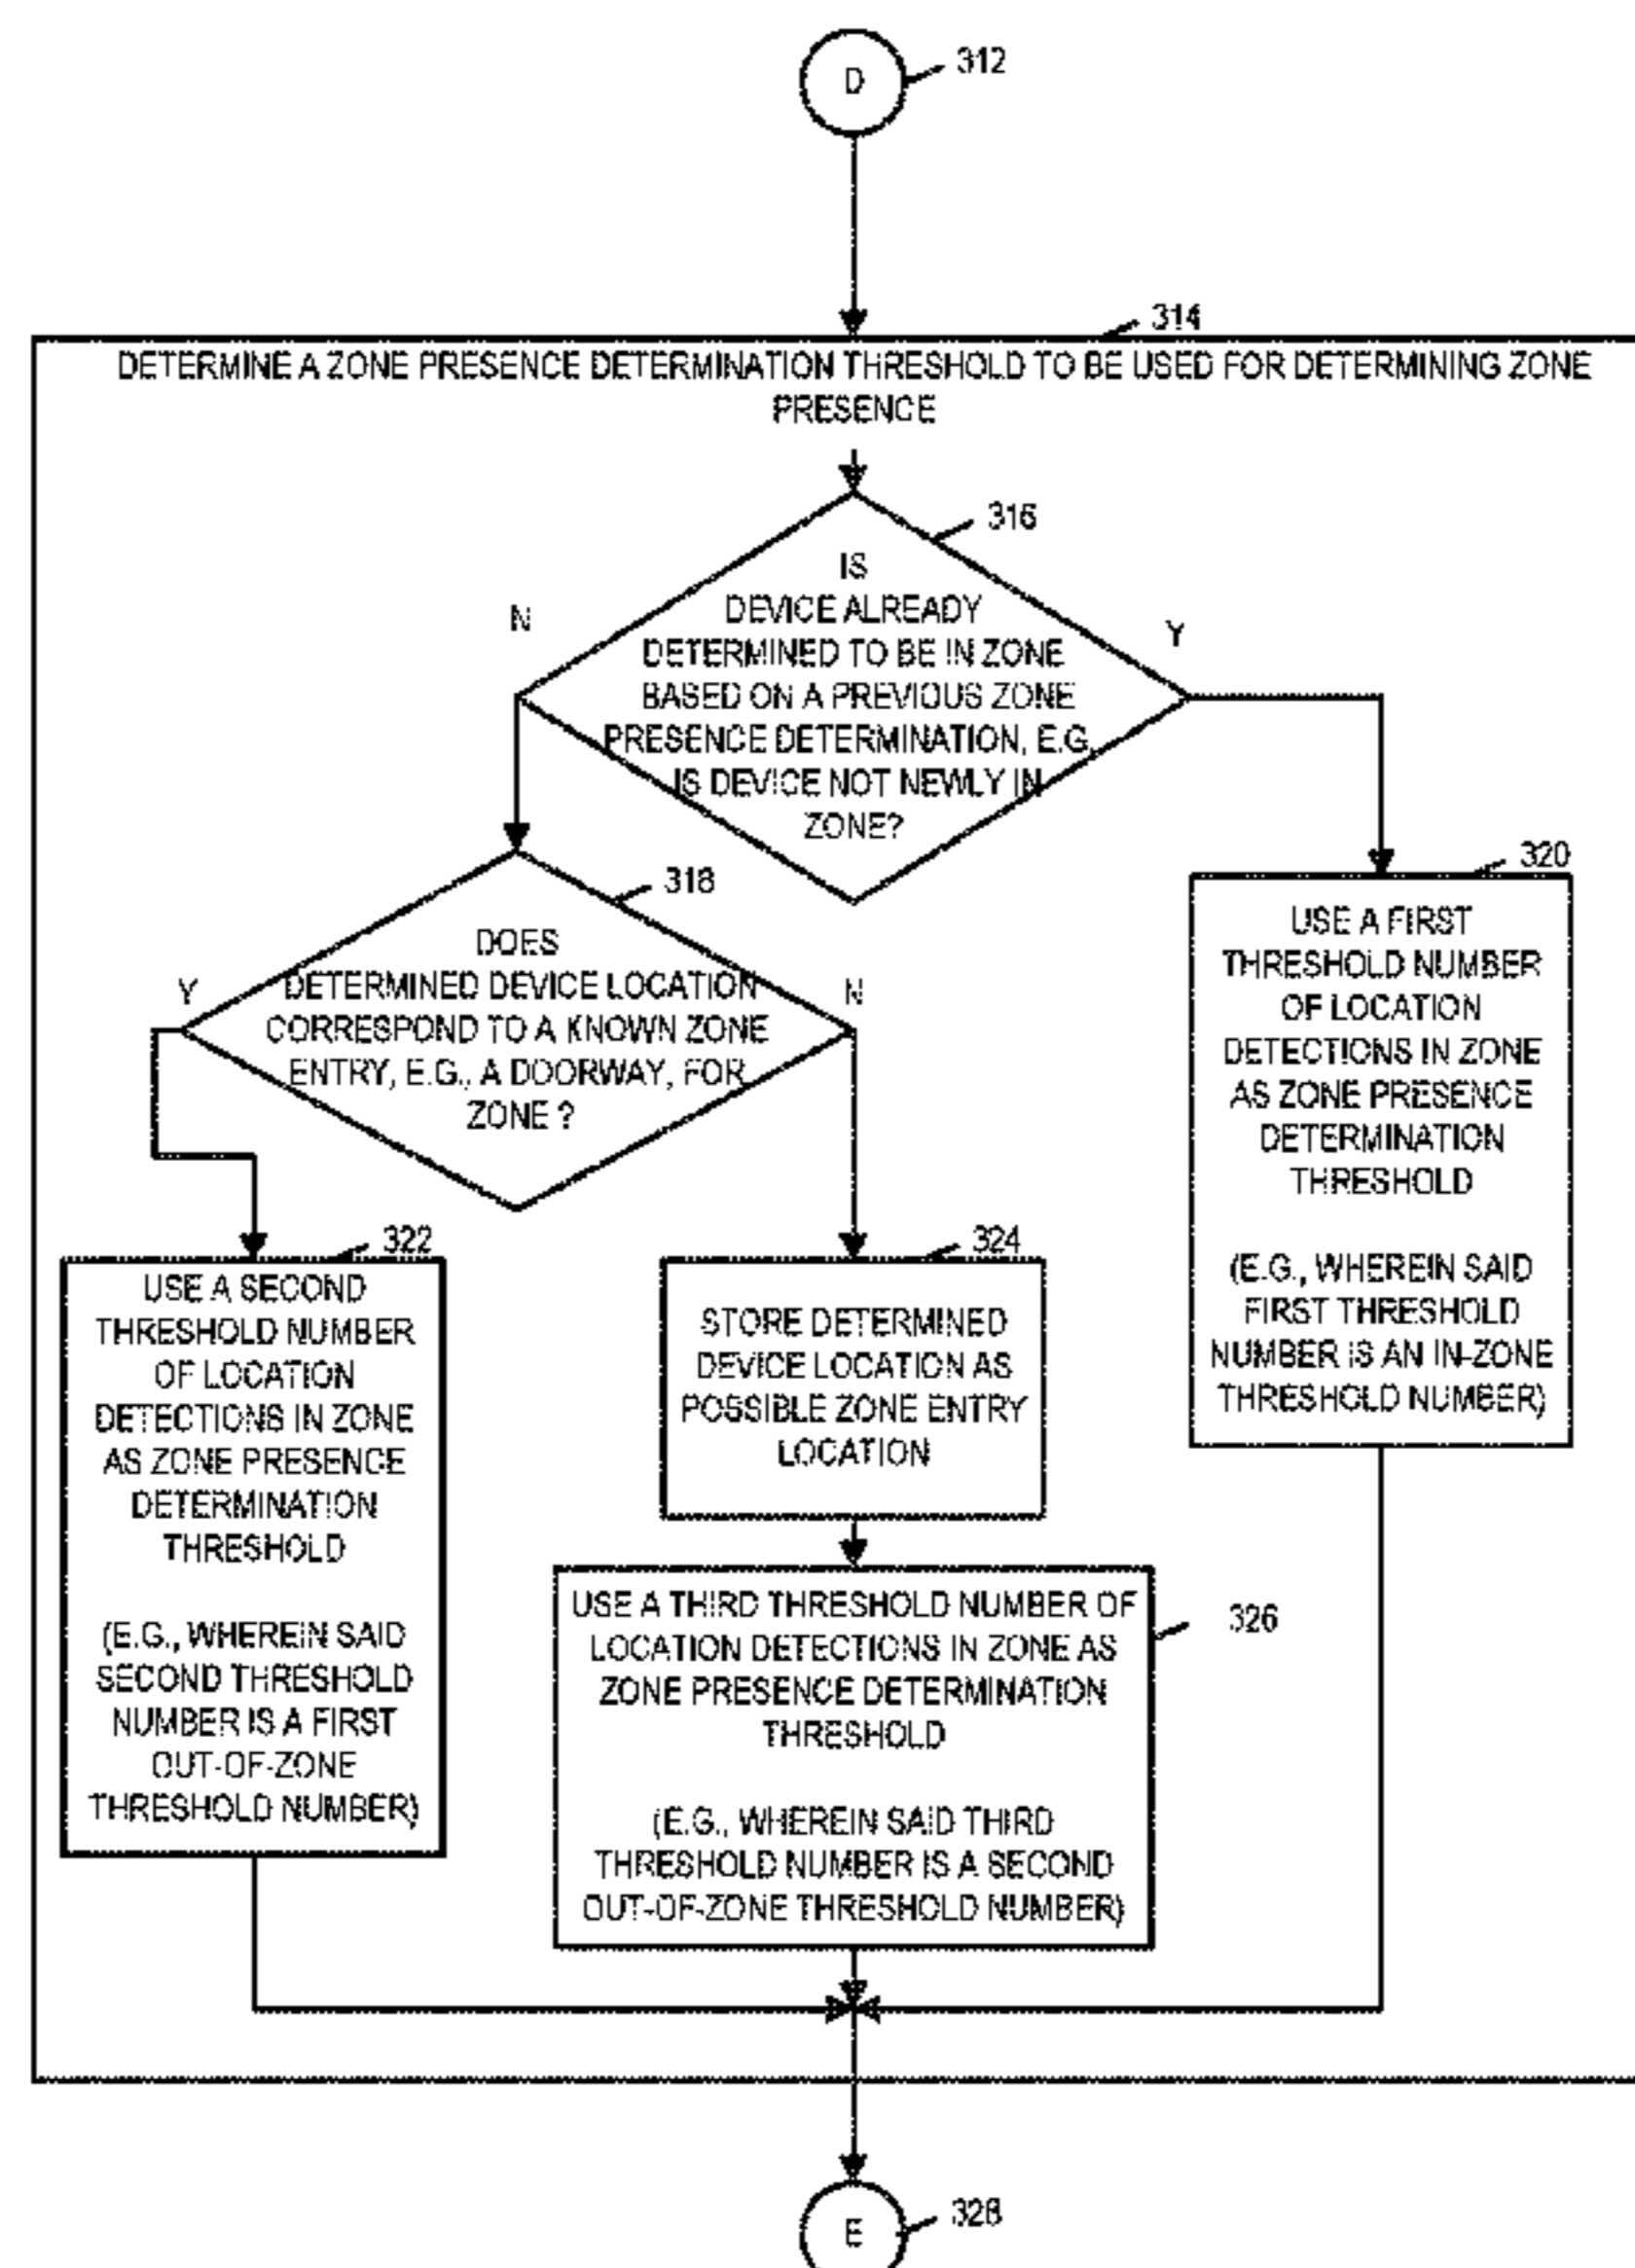 D
312
314
DETERMINE A ZONE PRESENCE DETERMINATION THRESHOLD TO BE USED FOR DETERMINING ZONE
PRESENCE
316
IS
DEVICE ALREADY
DETERMINED TO BE IN ZONE
BASED ON A PREVIOUS ZONE
PRESENCE DETERMINATION, E.G.
IS DEVICE NOT NEWLY IN
ZONE?
N
Y
318
DOES
DETERMINED DEVICE LOCATION
CORRESPOND TO A KNOWN ZONE
ENTRY, E.G., A DOORWAY, FOR
ZONE ?
Y
N
320
USE A FIRST
THRESHOLD NUMBER
OF LOCATION
DETECTIONS IN ZONE
AS ZONE PRESENCE
DETERMINATION
THRESHOLD
(E.G., WHEREIN SAID
FIRST THRESHOLD
NUMBER IS AN IN-ZONE
THRESHOLD NUMBER)
322
USE A SECOND
THRESHOLD NUMBER
OF LOCATION
DETECTIONS IN ZONE
AS ZONE PRESENCE
DETERMINATION
THRESHOLD
(E.G., WHEREIN SAID
SECOND THRESHOLD
NUMBER IS A FIRST
OUT-OF-ZONE
THRESHOLD NUMBER)
324
STORE DETERMINED
DEVICE LOCATION AS
POSSIBLE ZONE ENTRY
LOCATION
326
USE A THIRD THRESHOLD NUMBER OF
LOCATION DETECTIONS IN ZONE AS
ZONE PRESENCE DETERMINATION
THRESHOLD
(E.G., WHEREIN SAID THIRD
THRESHOLD NUMBER IS A SECOND
OUT-OF-ZONE THRESHOLD NUMBER)
E
328